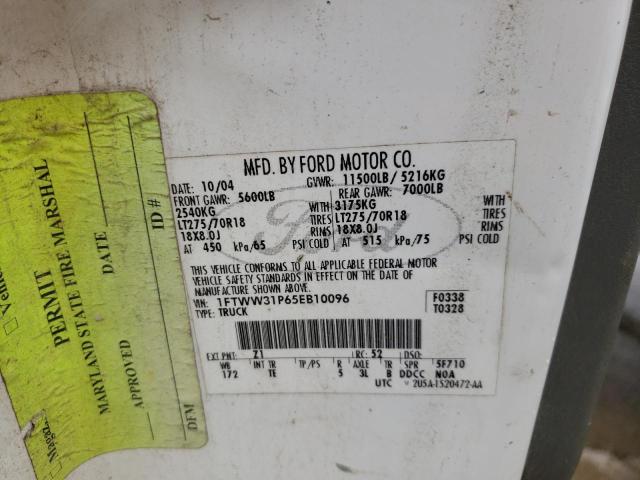 MFD. BY FORD MOTOR CO.
DATE: 10/04 GVWR: 11500LB / 5216KG
FRONT GAWR: 5600LB REAR GAWR: 7000LB
2540KG WITH 3175KG WITH
LT275/70R18 TIRES LT275/70R18 TIRES
18X8.0J RIMS 18X8.0J RIMS
AT 450 kPa/65 PSI COLD AT 515 kPa/75 PSI COLD
THIS VEHICLE CONFORMS TO ALL APPLICABLE FEDERAL MOTOR
VEHICLE SAFETY STANDARDS IN EFFECT ON THE DATE OF
MANUFACTURE SHOWN ABOVE.
VIN: 1FTWW31P65EB10096 F0338
TYPE: TRUCK T0328
EXT PNT: Z1 RC: 52 DSO:
WB INT TR TP/PS R AXLE TR SPR 5F710
172 TE 5 3L B DDCC N0A
UTC 2U5A-1520472-AA
Ford
PERMIT
MARYLAND STATE FIRE MARSHAL
DATE
APPROVED
ID #
DFM